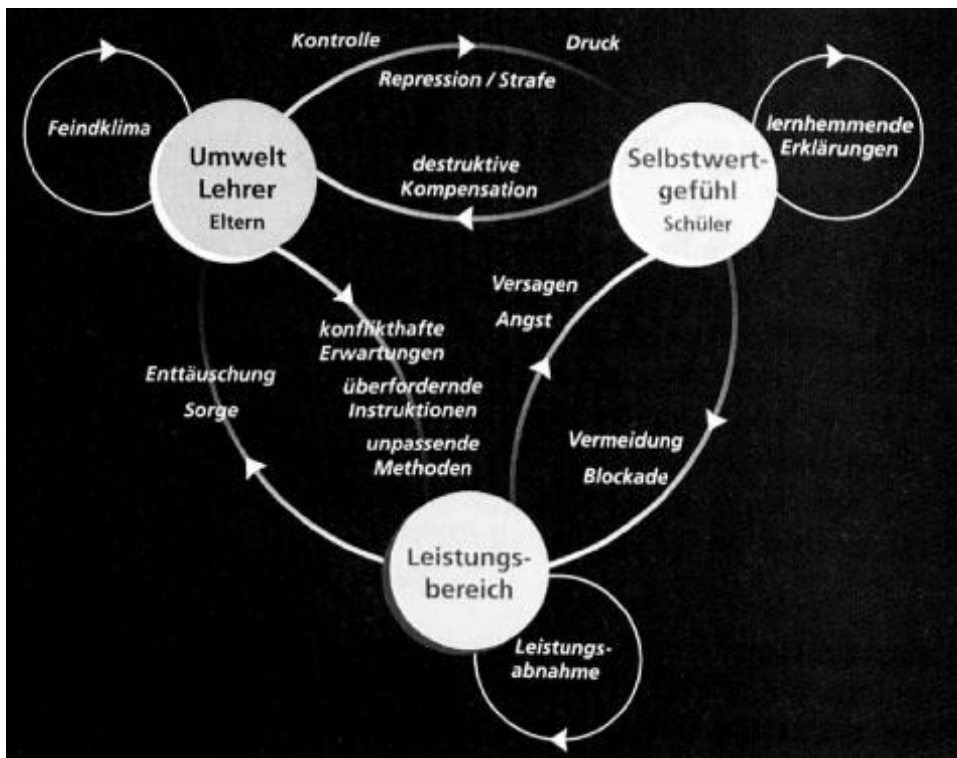 Kontrolle
Druck
Repression / Strafe
Feindklima
lernhemmende
Erklärungen
Umwelt
Lehrer
Eltern
destruktive
Kompensation
Selbstwert-
gefühl
Schüler
Versagen
Angst
konflikthafte
Erwartungen
überfordernde
Instruktionen
unpassende
Methoden
Enttäuschung
Sorge
Vermeidung
Blockade
Leistungs-
bereich
Leistungs-
abnahme